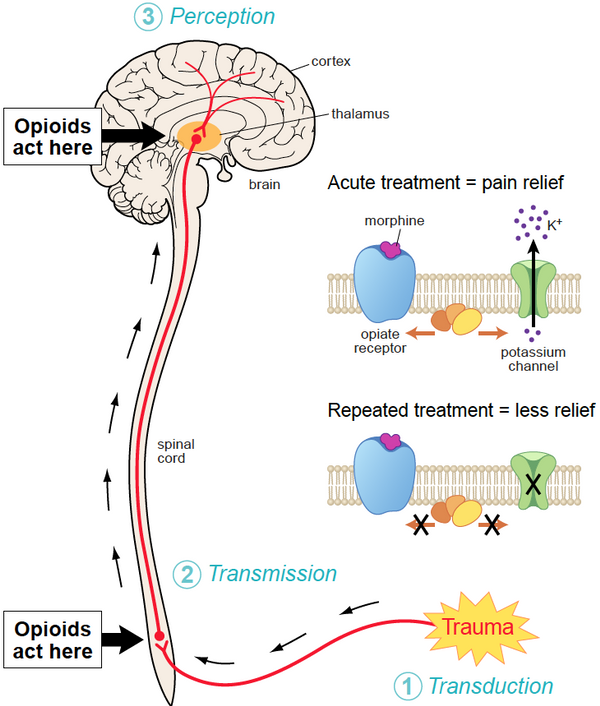 3 Perception
cortex
thalamus
Opioids
act here
brain
Acute treatment = pain relief
morphine
K+
opiate
receptor
potassium
channel
Repeated treatment = less relief
spinal
cord
2 Transmission
Opioids
act here
Trauma
1 Transduction